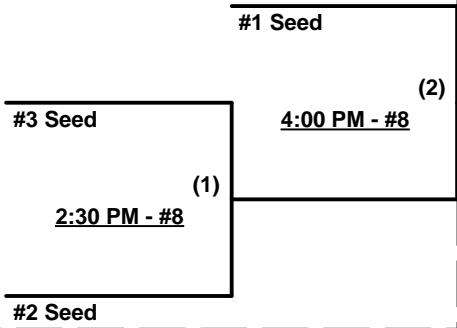 #1 Seed
(2)
#3 Seed
4:00 PM - #8
(1)
2:30 PM - #8
#2 Seed